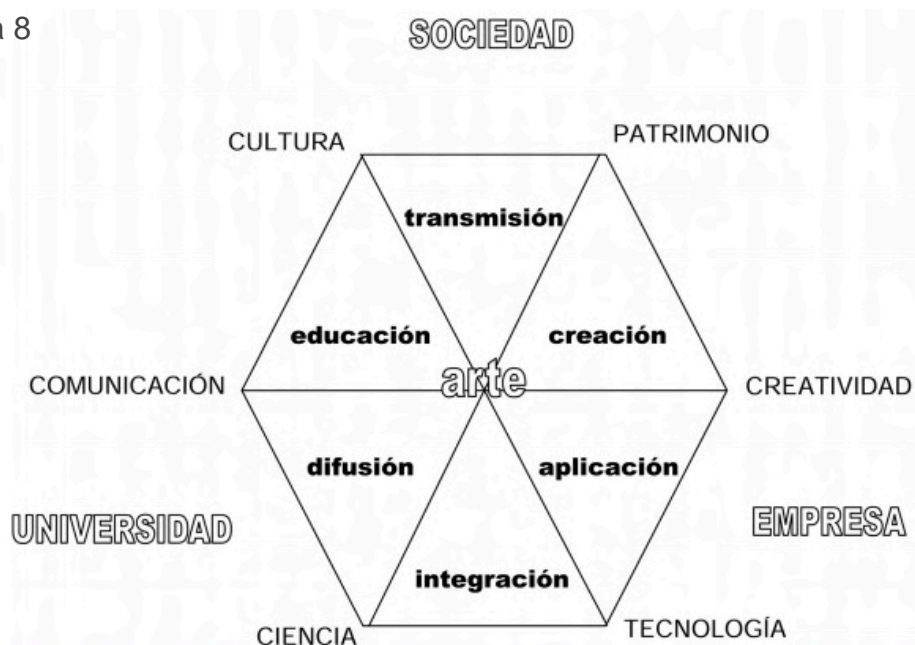 a 8
SOCIEDAD
CULTURA
PATRIMONIO
transmisión
educación
creación
arte
COMUNICACIÓN
CREATIVIDAD
difusión
aplicación
UNIVERSIDAD
EMPRESA
integración
CIENCIA
TECNOLOGÍA